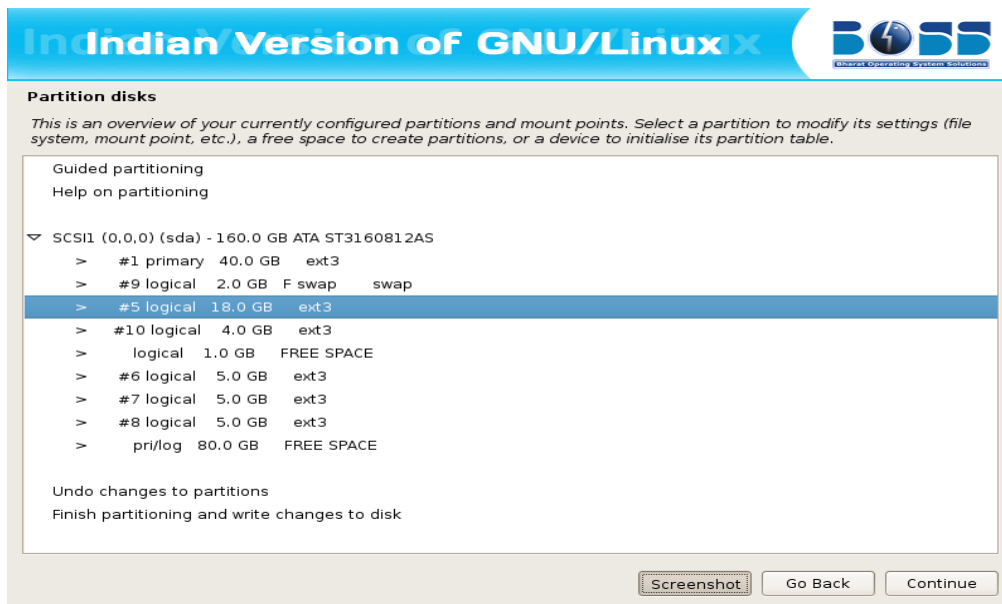 Indian Version of GNU/Linux
BOSS
Bharat Operating System Solutions
Partition disks
This is an overview of your currently configured partitions and mount points. Select a partition to modify its settings (file
system, mount point, etc.), a free space to create partitions, or a device to initialise its partition table.
Guided partitioning
Help on partitioning
SCSI1 (0,0,0) (sda) - 160.0 GB ATA ST3160812AS
> #1 primary 40.0 GB ext3
> #9 logical 2.0 GB F swap swap
> #5 logical 18.0 GB ext3
> #10 logical 4.0 GB ext3
> logical 1.0 GB FREE SPACE
> #6 logical 5.0 GB ext3
> #7 logical 5.0 GB ext3
> #8 logical 5.0 GB ext3
> pri/log 80.0 GB FREE SPACE
Undo changes to partitions
Finish partitioning and write changes to disk
Screenshot Go Back Continue